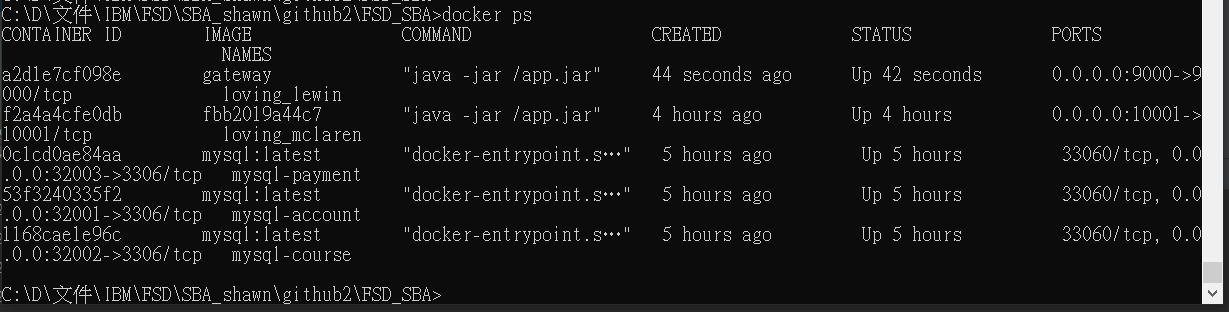 C:\D\文件\IBM\FSD\SBA_shawn\github2\FSD_SBA>docker ps
CONTAINER ID        IMAGE               COMMAND                  CREATED             STATUS              PORTS
                      NAMES
a2d1e7cf098e        gateway             "java -jar /app.jar"     44 seconds ago      Up 42 seconds       0.0.0.0:9000->9
000/tcp               loving_lewin
f2a4a4cfe0db        fbb2019a44c7        "java -jar /app.jar"     4 hours ago         Up 4 hours          0.0.0.0:10001->
10001/tcp             loving_mclaren
0c1cd0ae84aa        mysql:latest        "docker-entrypoint.s…"   5 hours ago         Up 5 hours          33060/tcp, 0.0
.0.0:32003->3306/tcp   mysql-payment
53f3240335f2        mysql:latest        "docker-entrypoint.s…"   5 hours ago         Up 5 hours          33060/tcp, 0.0
.0.0:32001->3306/tcp   mysql-account
1168cae1e96c        mysql:latest        "docker-entrypoint.s…"   5 hours ago         Up 5 hours          33060/tcp, 0.0
.0.0:32002->3306/tcp   mysql-course
C:\D\文件\IBM\FSD\SBA_shawn\github2\FSD_SBA>